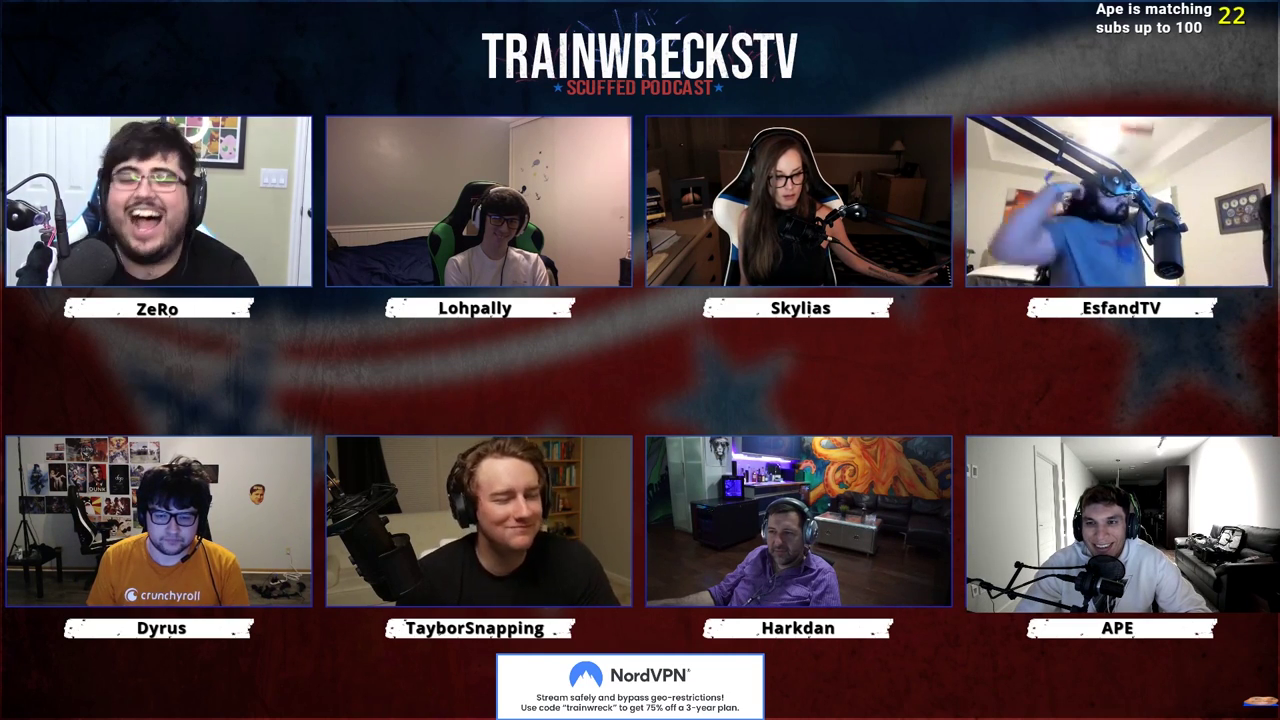 Ape is matching 22
subs up to 100
TRAINWRECKSTV
SCUFFED PODCAST
ZeRo
Lohpally
Skylias
EsfandTV
crunchyroll
Dyrus
TayborSnapping
Harkdan
APE
NordVPN®
Stream safely and bypass geo-restrictions!
Use code "trainwreck" to get 75% off a 3-year plan.